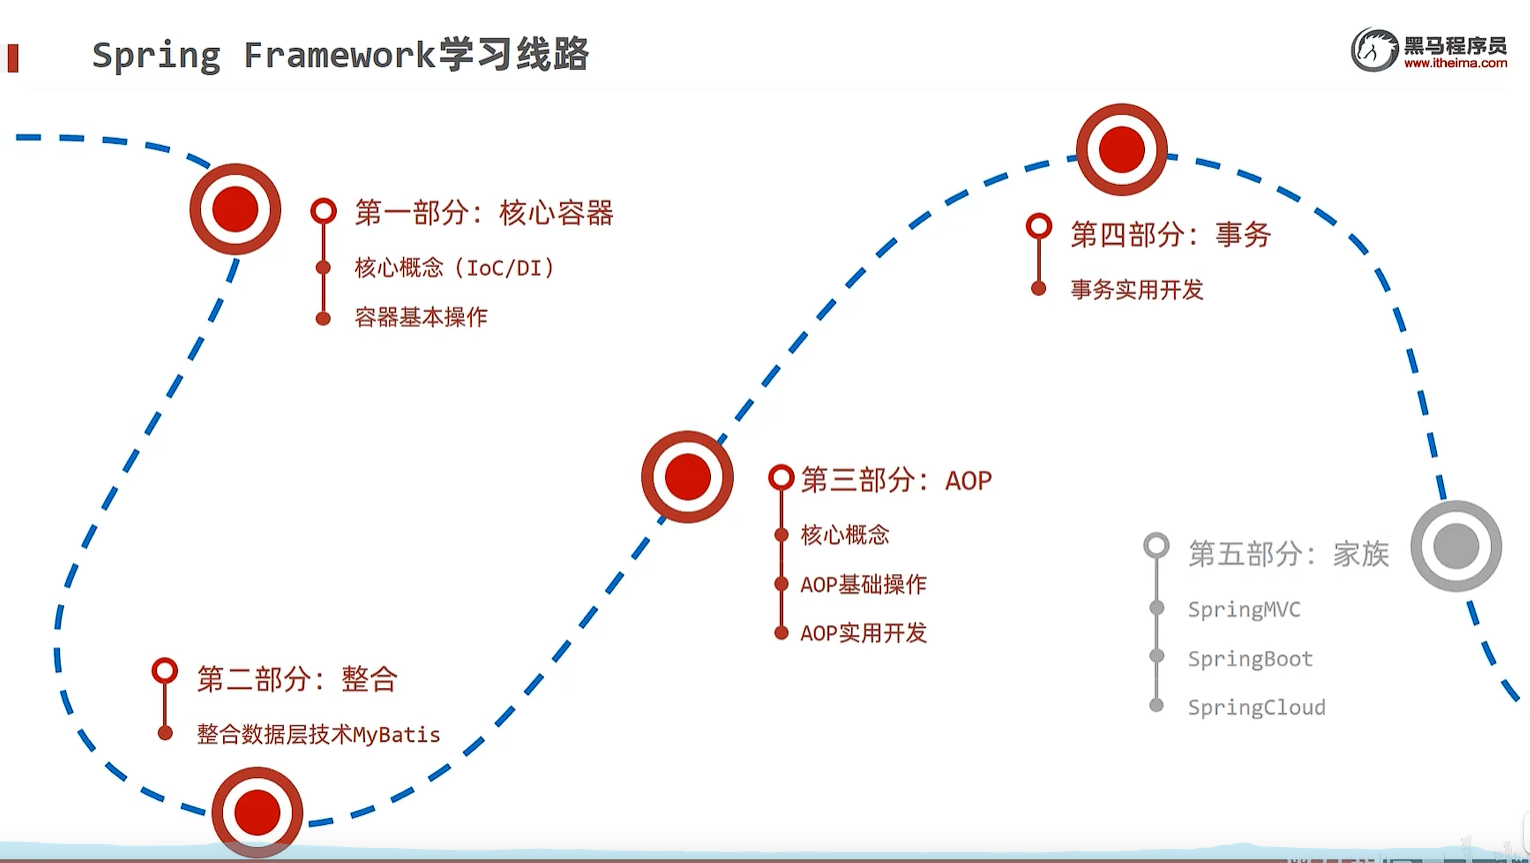 Spring Framework学习线路
黑马程序员
www.itheima.com
第一部分：核心容器
核心概念（IoC/DI）
容器基本操作
第二部分：整合
整合数据层技术MyBatis
第三部分：AOP
核心概念
AOP基础操作
AOP实用开发
第四部分：事务
事务实用开发
第五部分：家族
SpringMVC
SpringBoot
SpringCloud